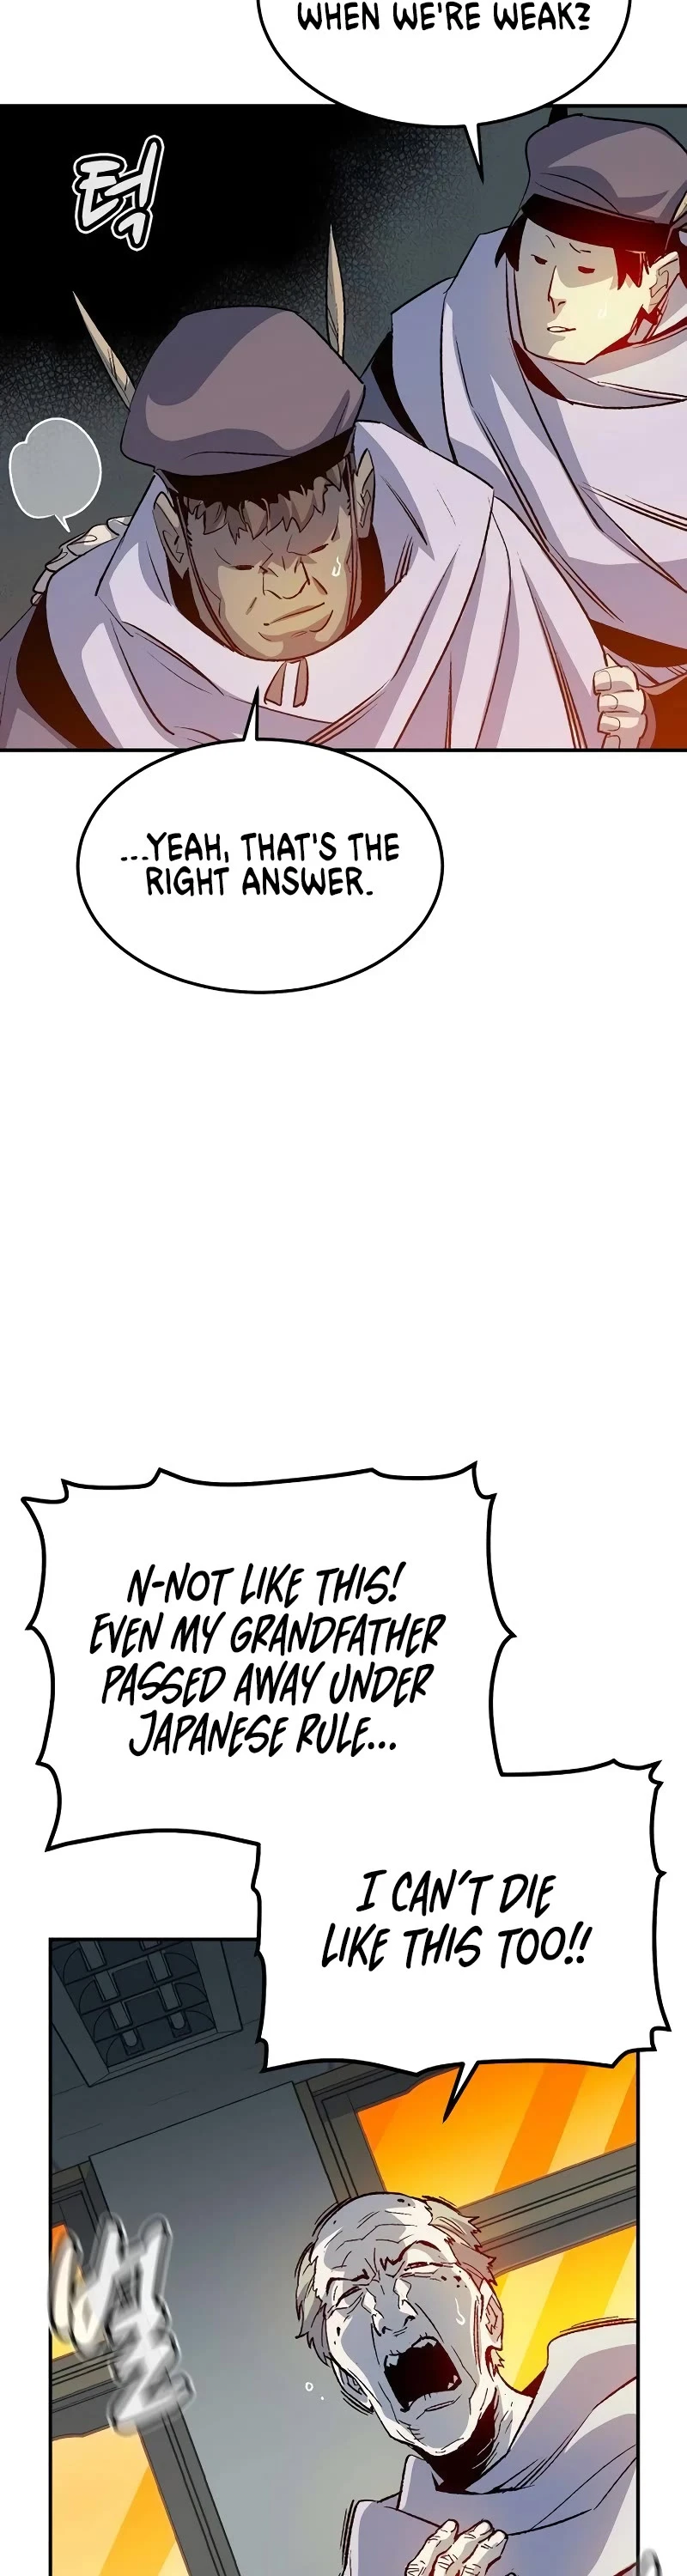 WHEN WE'RE WEAK?
턱
...YEAH, THAT'S THE
RIGHT ANSWER.
N-NOT LIKE THIS!
EVEN MY GRANDFATHER
PASSED AWAY UNDER
JAPANESE RULE...
I CAN'T DIE
LIKE THIS TOO!!